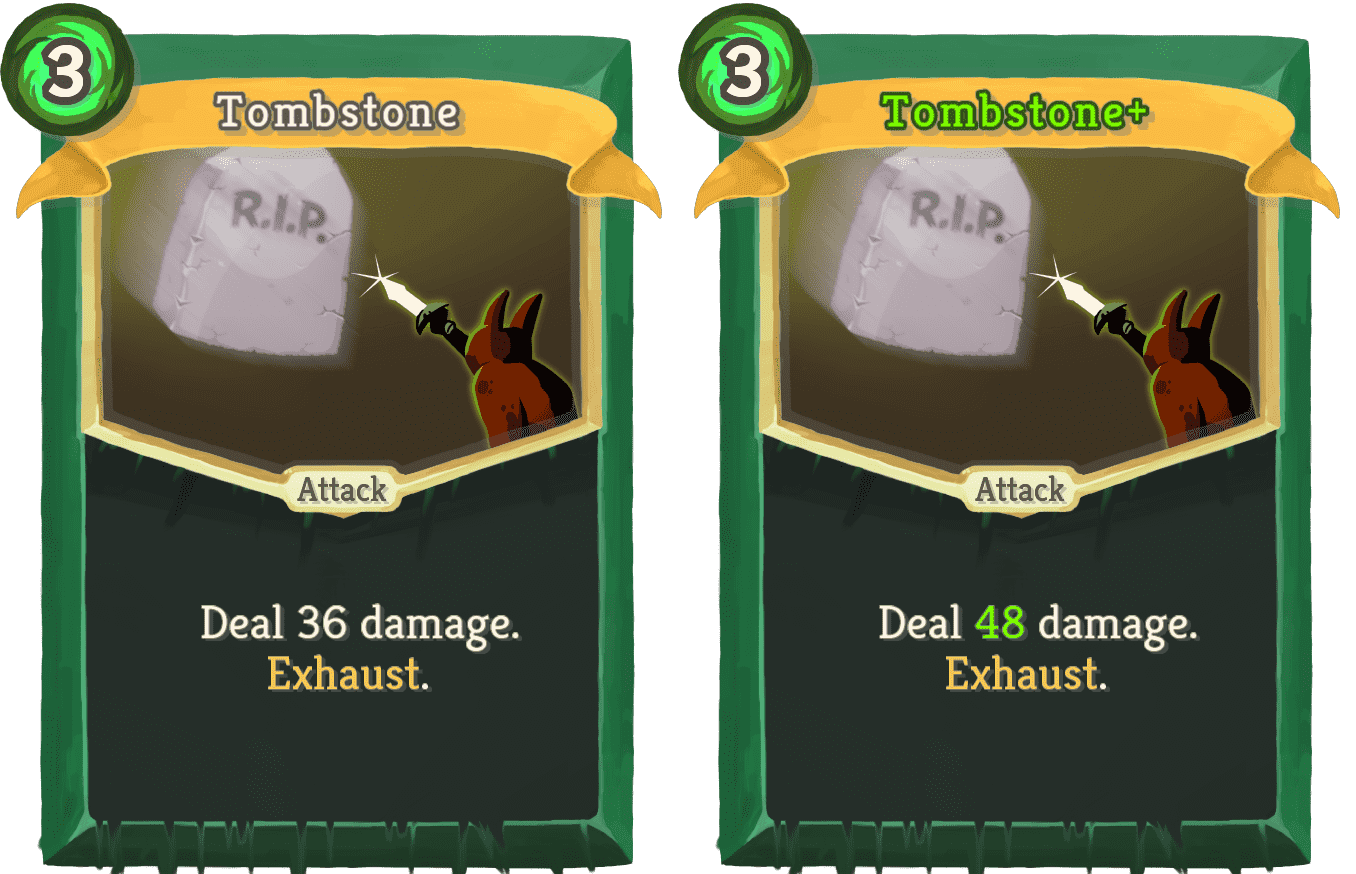 3
Tombstone
R.I.P.
Attack
Deal 36 damage.
Exhaust.
3
Tombstone+
R.I.P.
Attack
Deal 48 damage.
Exhaust.